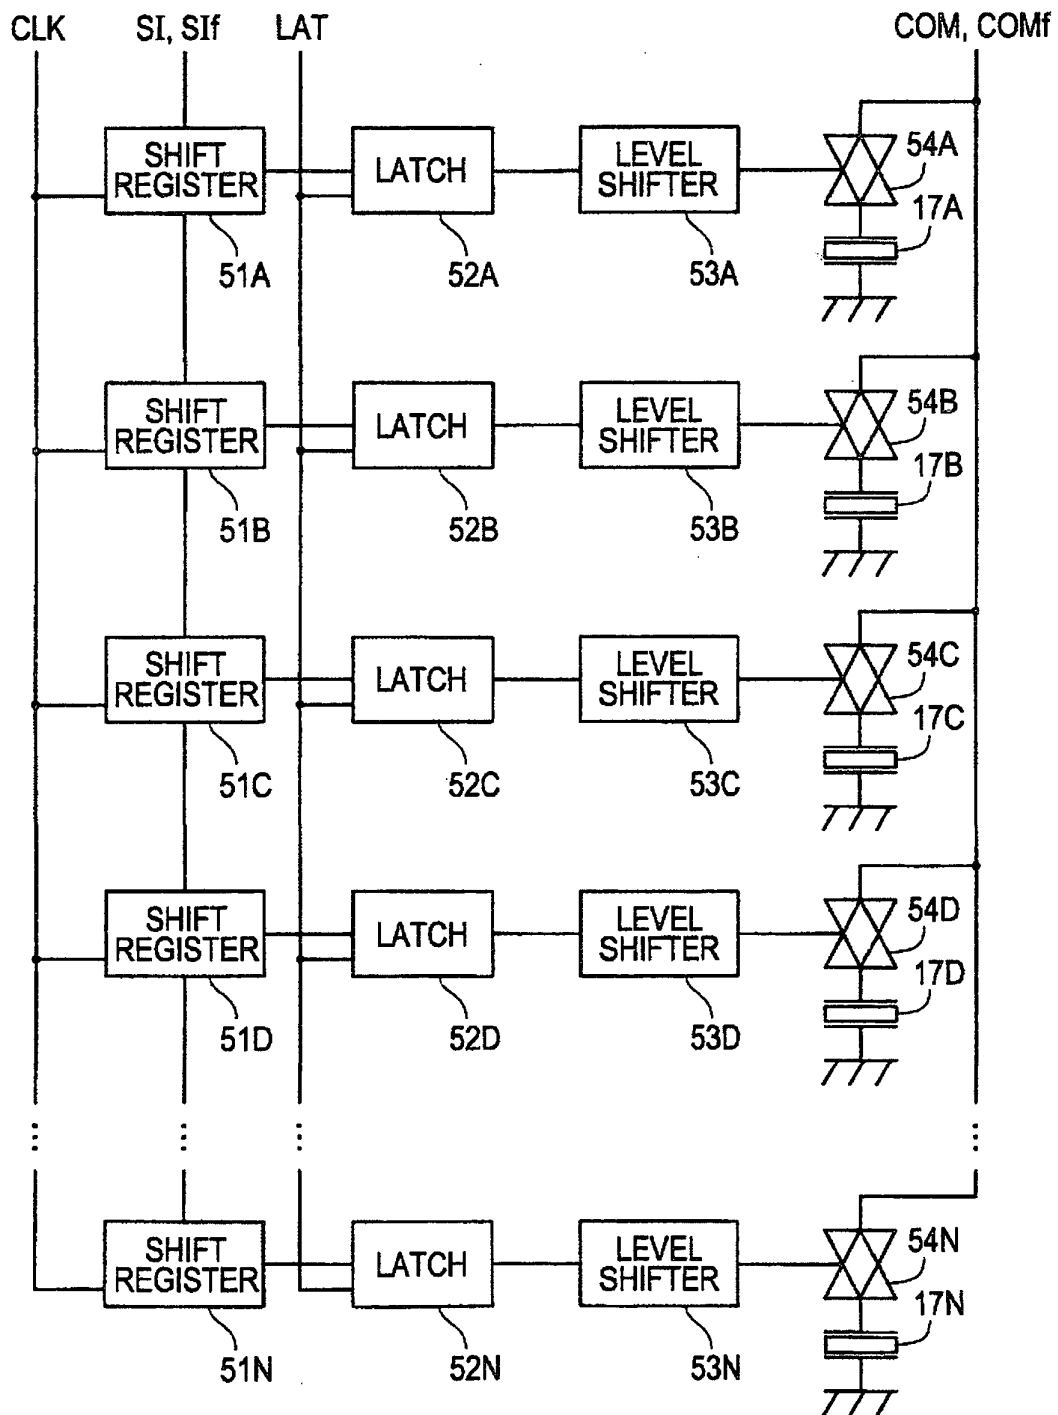 CLK SI, SIf LAT COM, COMf
SHIFT
REGISTER
LATCH
LEVEL
SHIFTER
54A
17A
51A 52A 53A
SHIFT
REGISTER
LATCH
LEVEL
SHIFTER
54B
17B
51B 52B 53B
SHIFT
REGISTER
LATCH
LEVEL
SHIFTER
54C
17C
51C 52C 53C
SHIFT
REGISTER
LATCH
LEVEL
SHIFTER
54D
17D
51D 52D 53D
SHIFT
REGISTER
LATCH
LEVEL
SHIFTER
54N
17N
51N 52N 53N